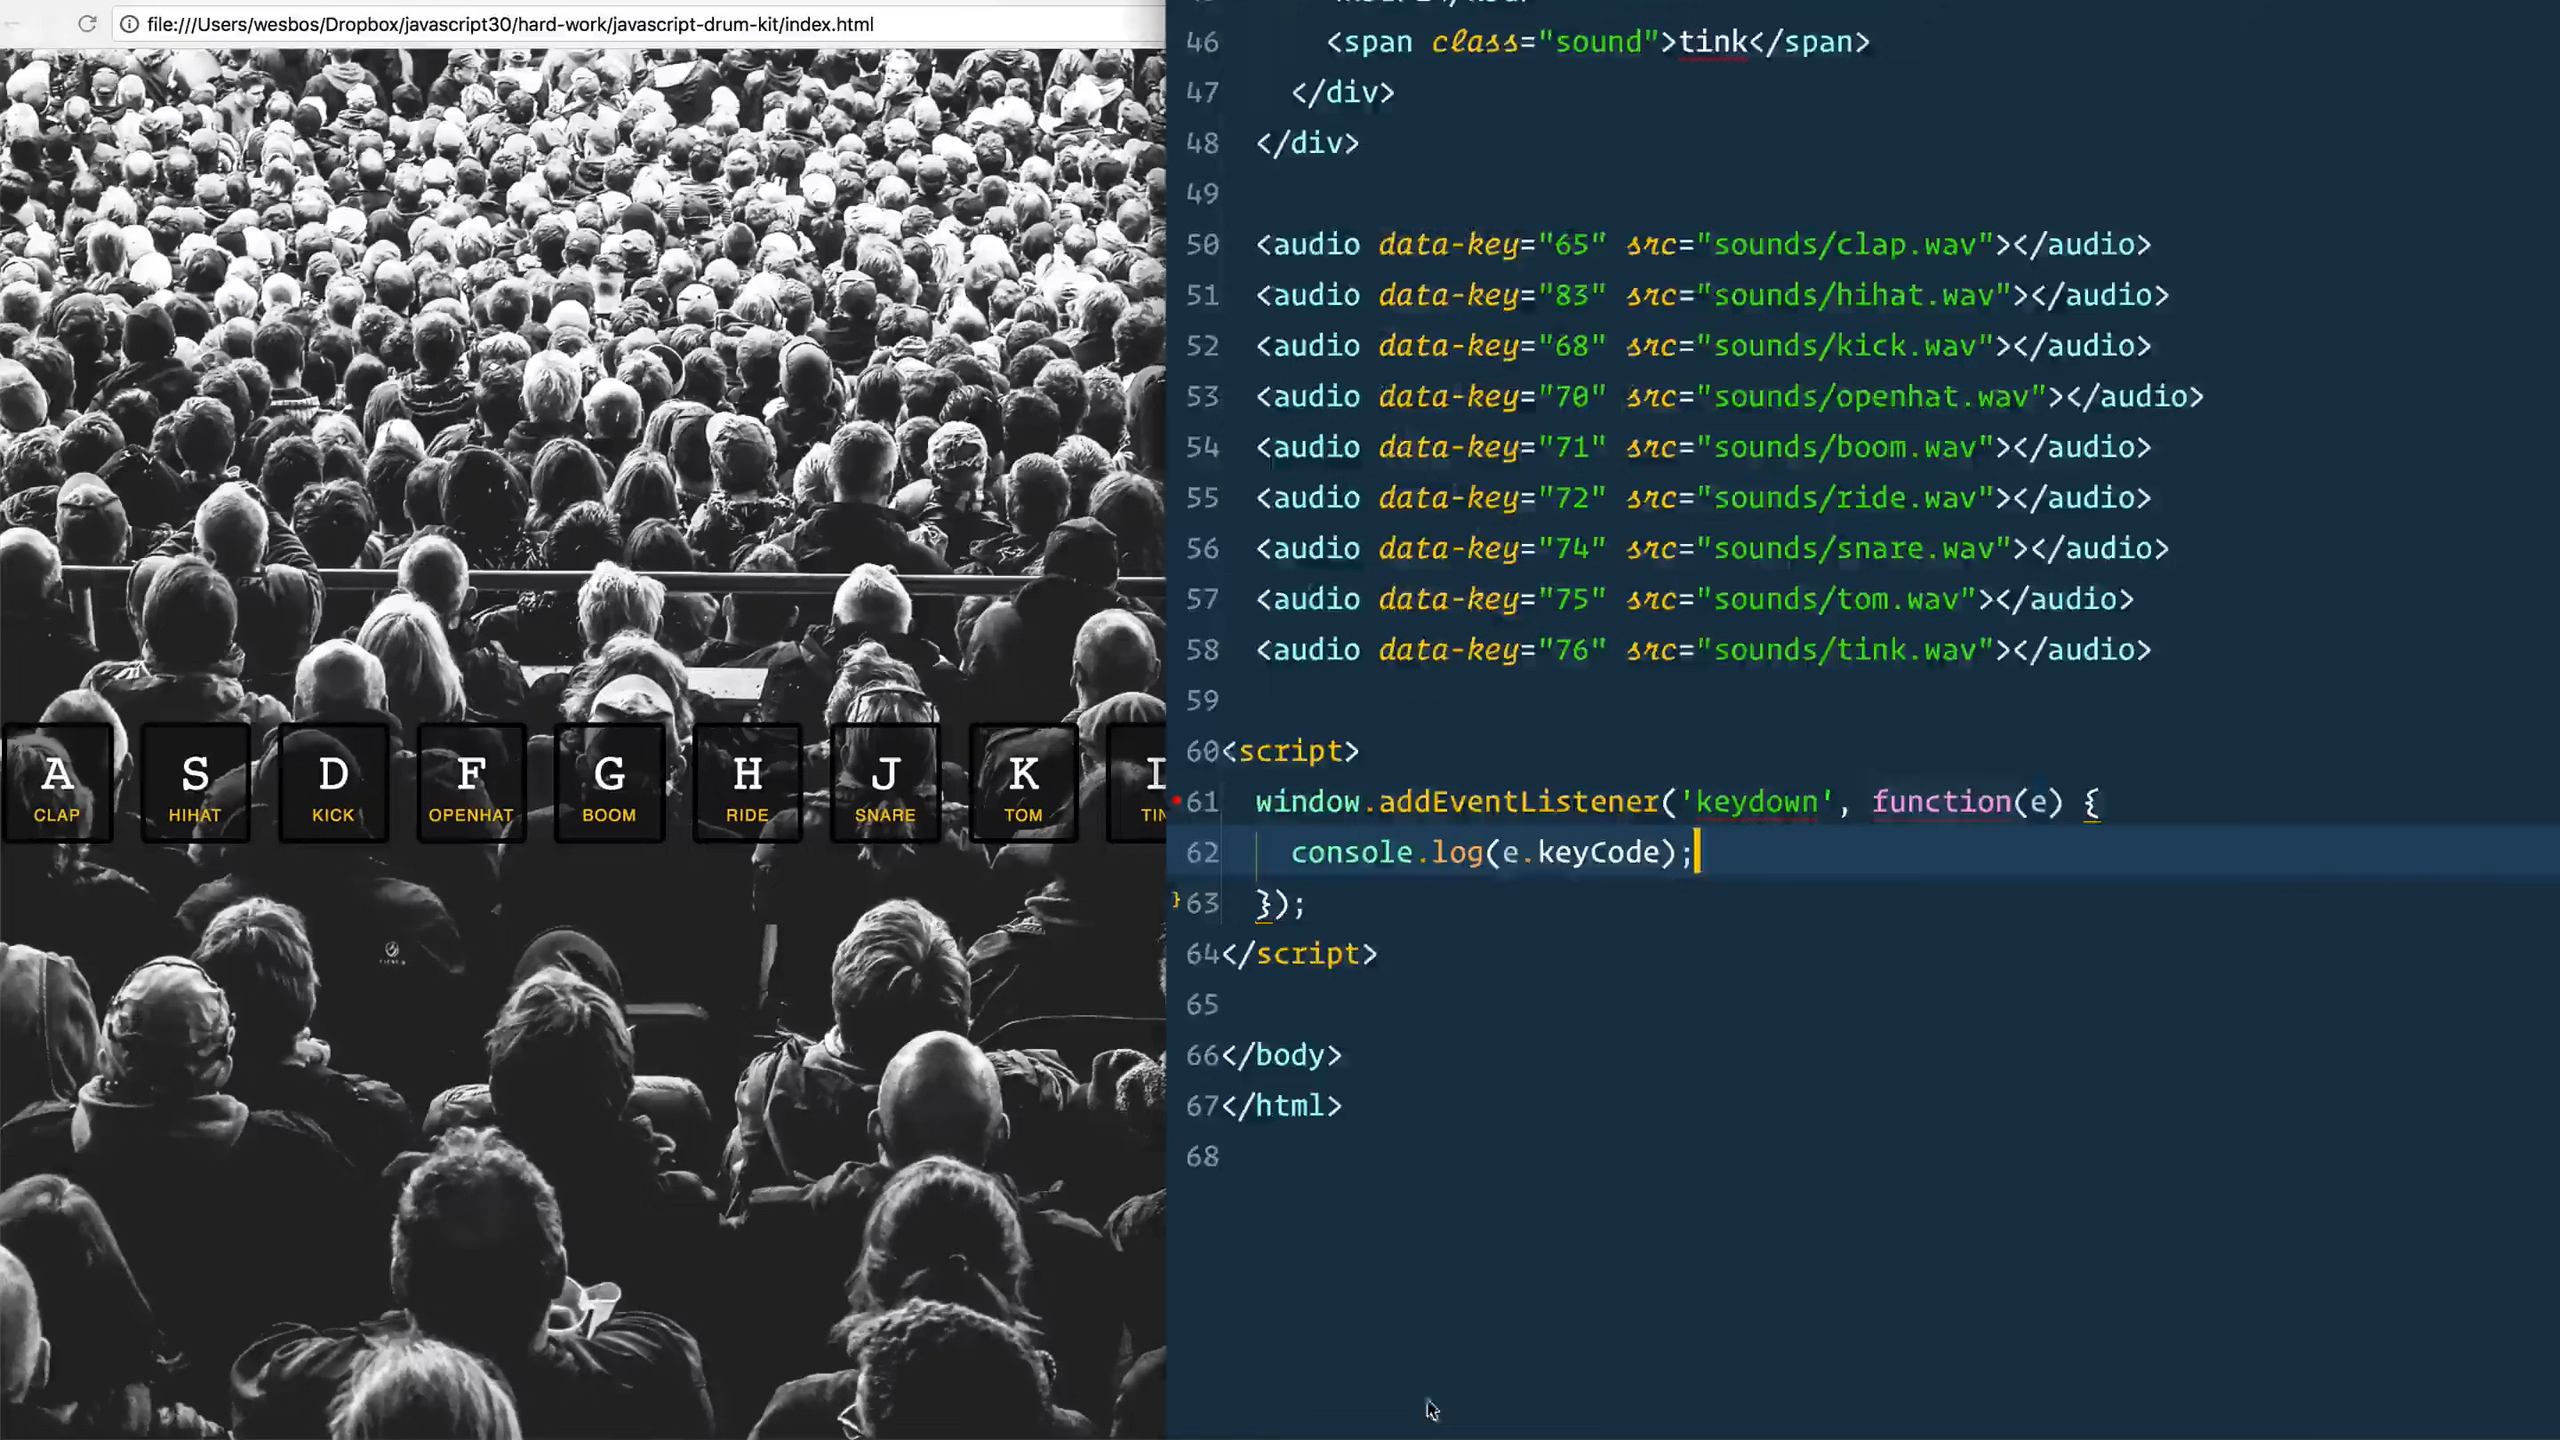 file:///Users/wesbos/Dropbox/javascript30/hard-work/javascript-drum-kit/index.html
A
CLAP
S
HIHAT
D
KICK
F
OPENHAT
G
BOOM
H
RIDE
J
SNARE
K
TOM
TIN
46 <span class="sound">tink</span>
47 </div>
48 </div>
49
50 <audio data-key="65" src="sounds/clap.wav"></audio>
51 <audio data-key="83" src="sounds/hihat.wav"></audio>
52 <audio data-key="68" src="sounds/kick.wav"></audio>
53 <audio data-key="70" src="sounds/openhat.wav"></audio>
54 <audio data-key="71" src="sounds/boom.wav"></audio>
55 <audio data-key="72" src="sounds/ride.wav"></audio>
56 <audio data-key="74" src="sounds/snare.wav"></audio>
57 <audio data-key="75" src="sounds/tom.wav"></audio>
58 <audio data-key="76" src="sounds/tink.wav"></audio>
59
60 <script>
61 window.addEventListener('keydown', function(e) {
62 console.log(e.keyCode);
63 });
64 </script>
65
66 </body>
67 </html>
68